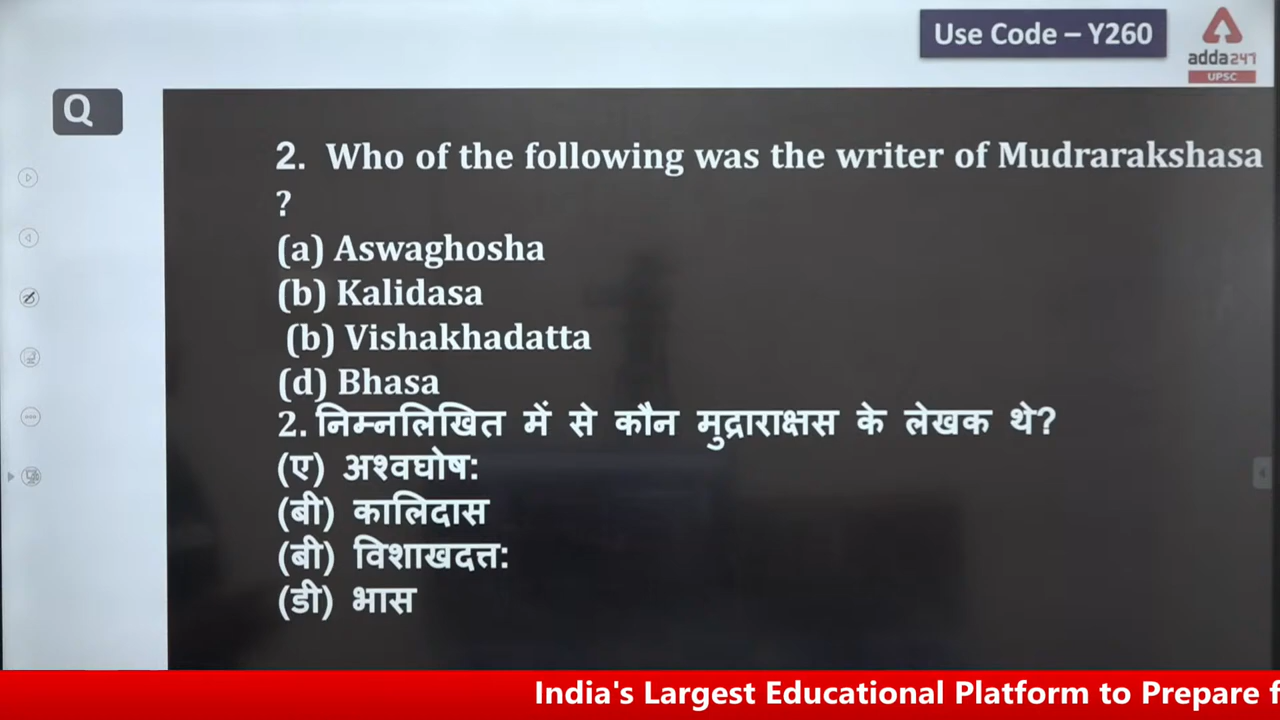 Use Code – Y260
adda247
UPSC
Q
2. Who of the following was the writer of Mudrarakshasa
?
(a) Aswaghosha
(b) Kalidasa
(b) Vishakhadatta
(d) Bhasa
2. निम्नलिखित में से कौन मुद्राराक्षस के लेखक थे?
(ए) अश्वघोष:
(बी) कालिदास
(बी) विशाखदत्त:
(डी) भास
India's Largest Educational Platform to Prepare f